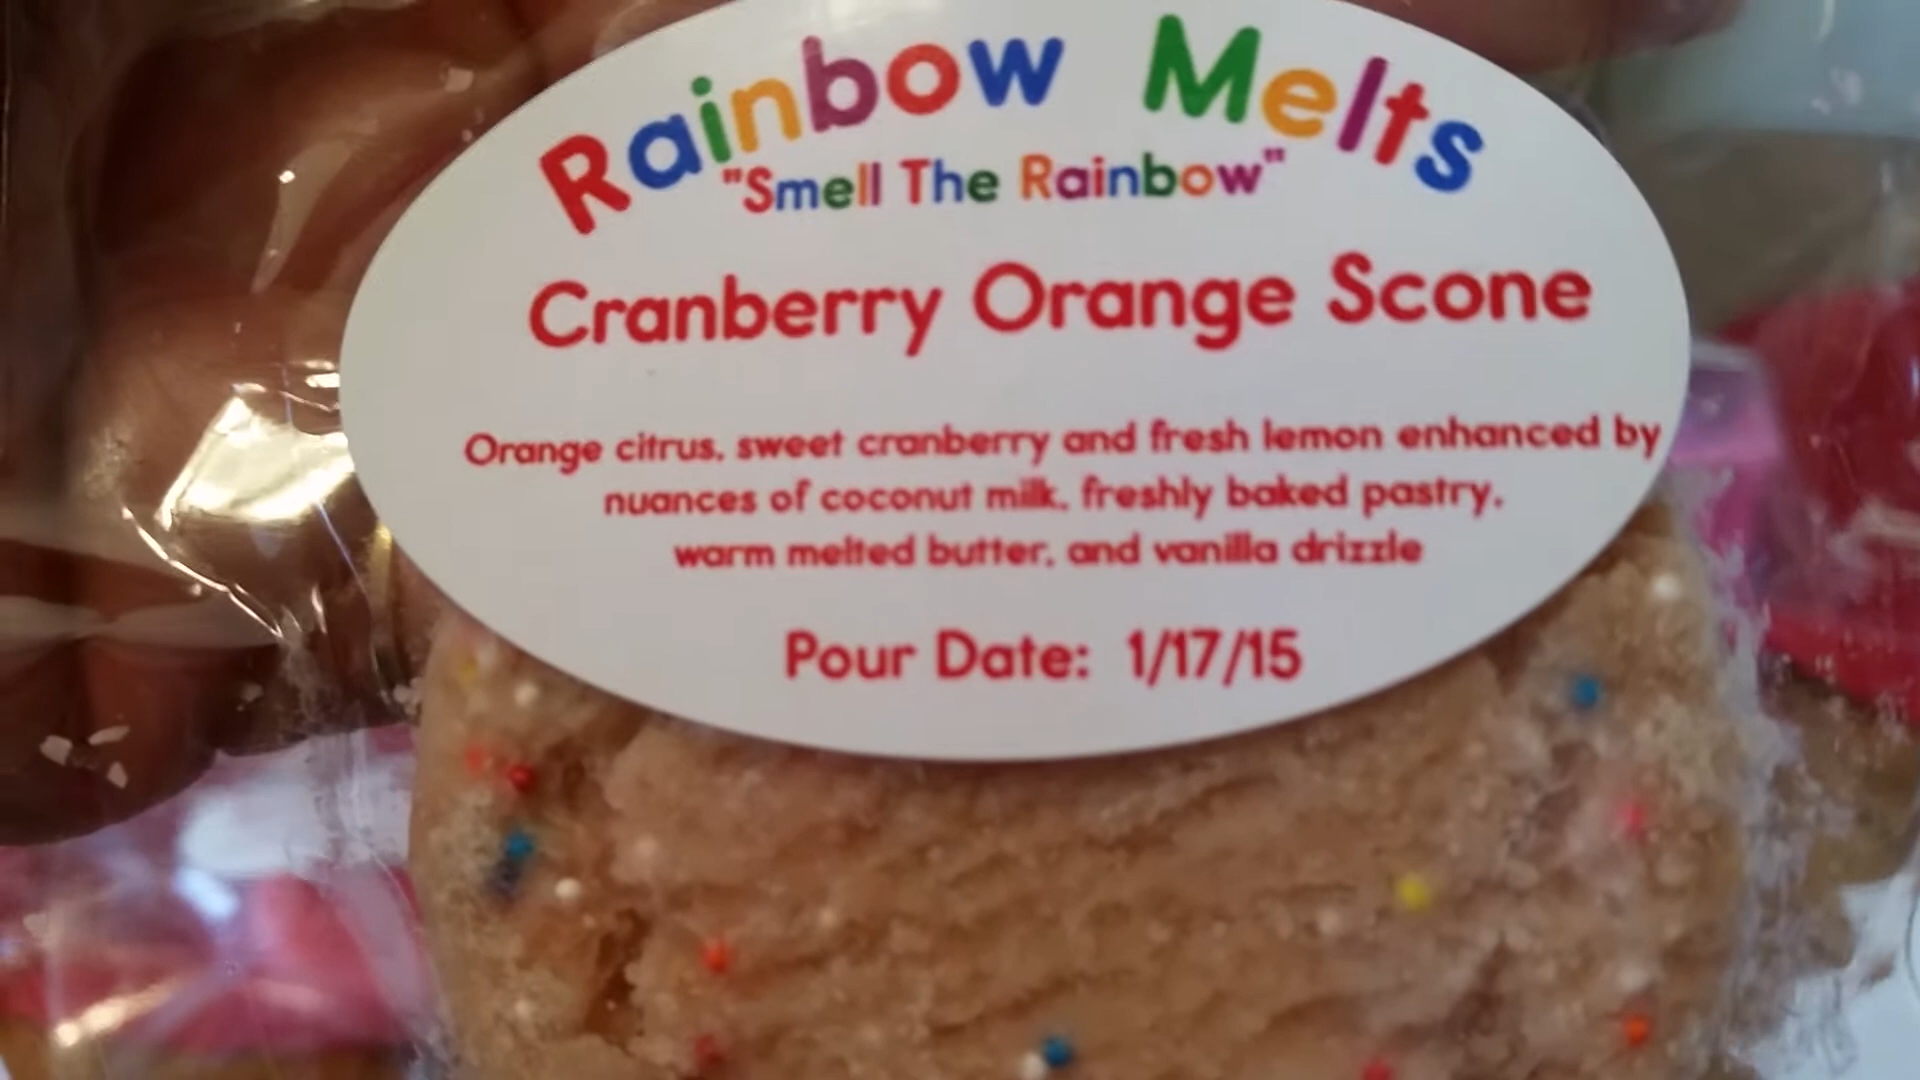 Rainbow Melts
"Smell The Rainbow"
Cranberry Orange Scone
Orange citrus, sweet cranberry and fresh lemon enhanced by
nuances of coconut milk, freshly baked pastry,
warm melted butter, and vanilla drizzle
Pour Date: 1/17/15